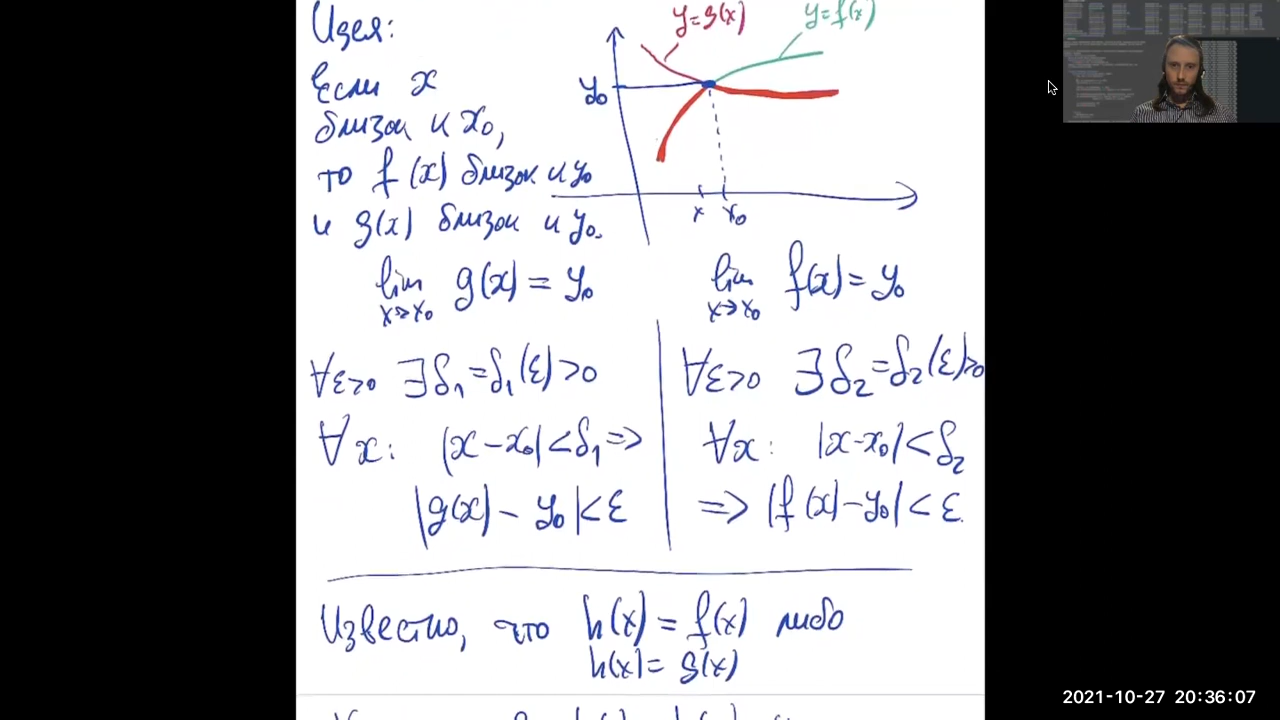 Идея:
Если x
близок к x₀,
то f(x) близок к y₀
и g(x) близок к y₀.
y=g(x)
y=f(x)
y₀
x x₀
lim g(x) = y₀
x→x₀
lim f(x) = y₀
x→x₀
∀ε>0 ∃δ₁=δ₁(ε)>0
∀x: |x-x₀|<δ₁ =>
|g(x) - y₀|<ε
∀ε>0 ∃δ₂=δ₂(ε)>0
∀x: |x-x₀|<δ₂
=> |f(x)-y₀|<ε.
Известно, что h(x) = f(x) либо
h(x) = g(x)
2021-10-27 20:36:07